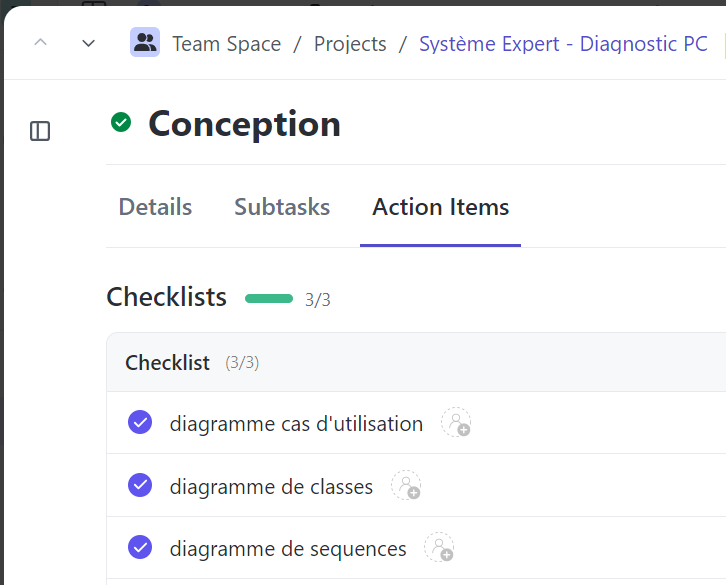 Team Space / Projects / Système Expert - Diagnostic PC
Conception
Details Subtasks Action Items
Checklists 3/3
Checklist (3/3)
diagramme cas d'utilisation
diagramme de classes
diagramme de sequences